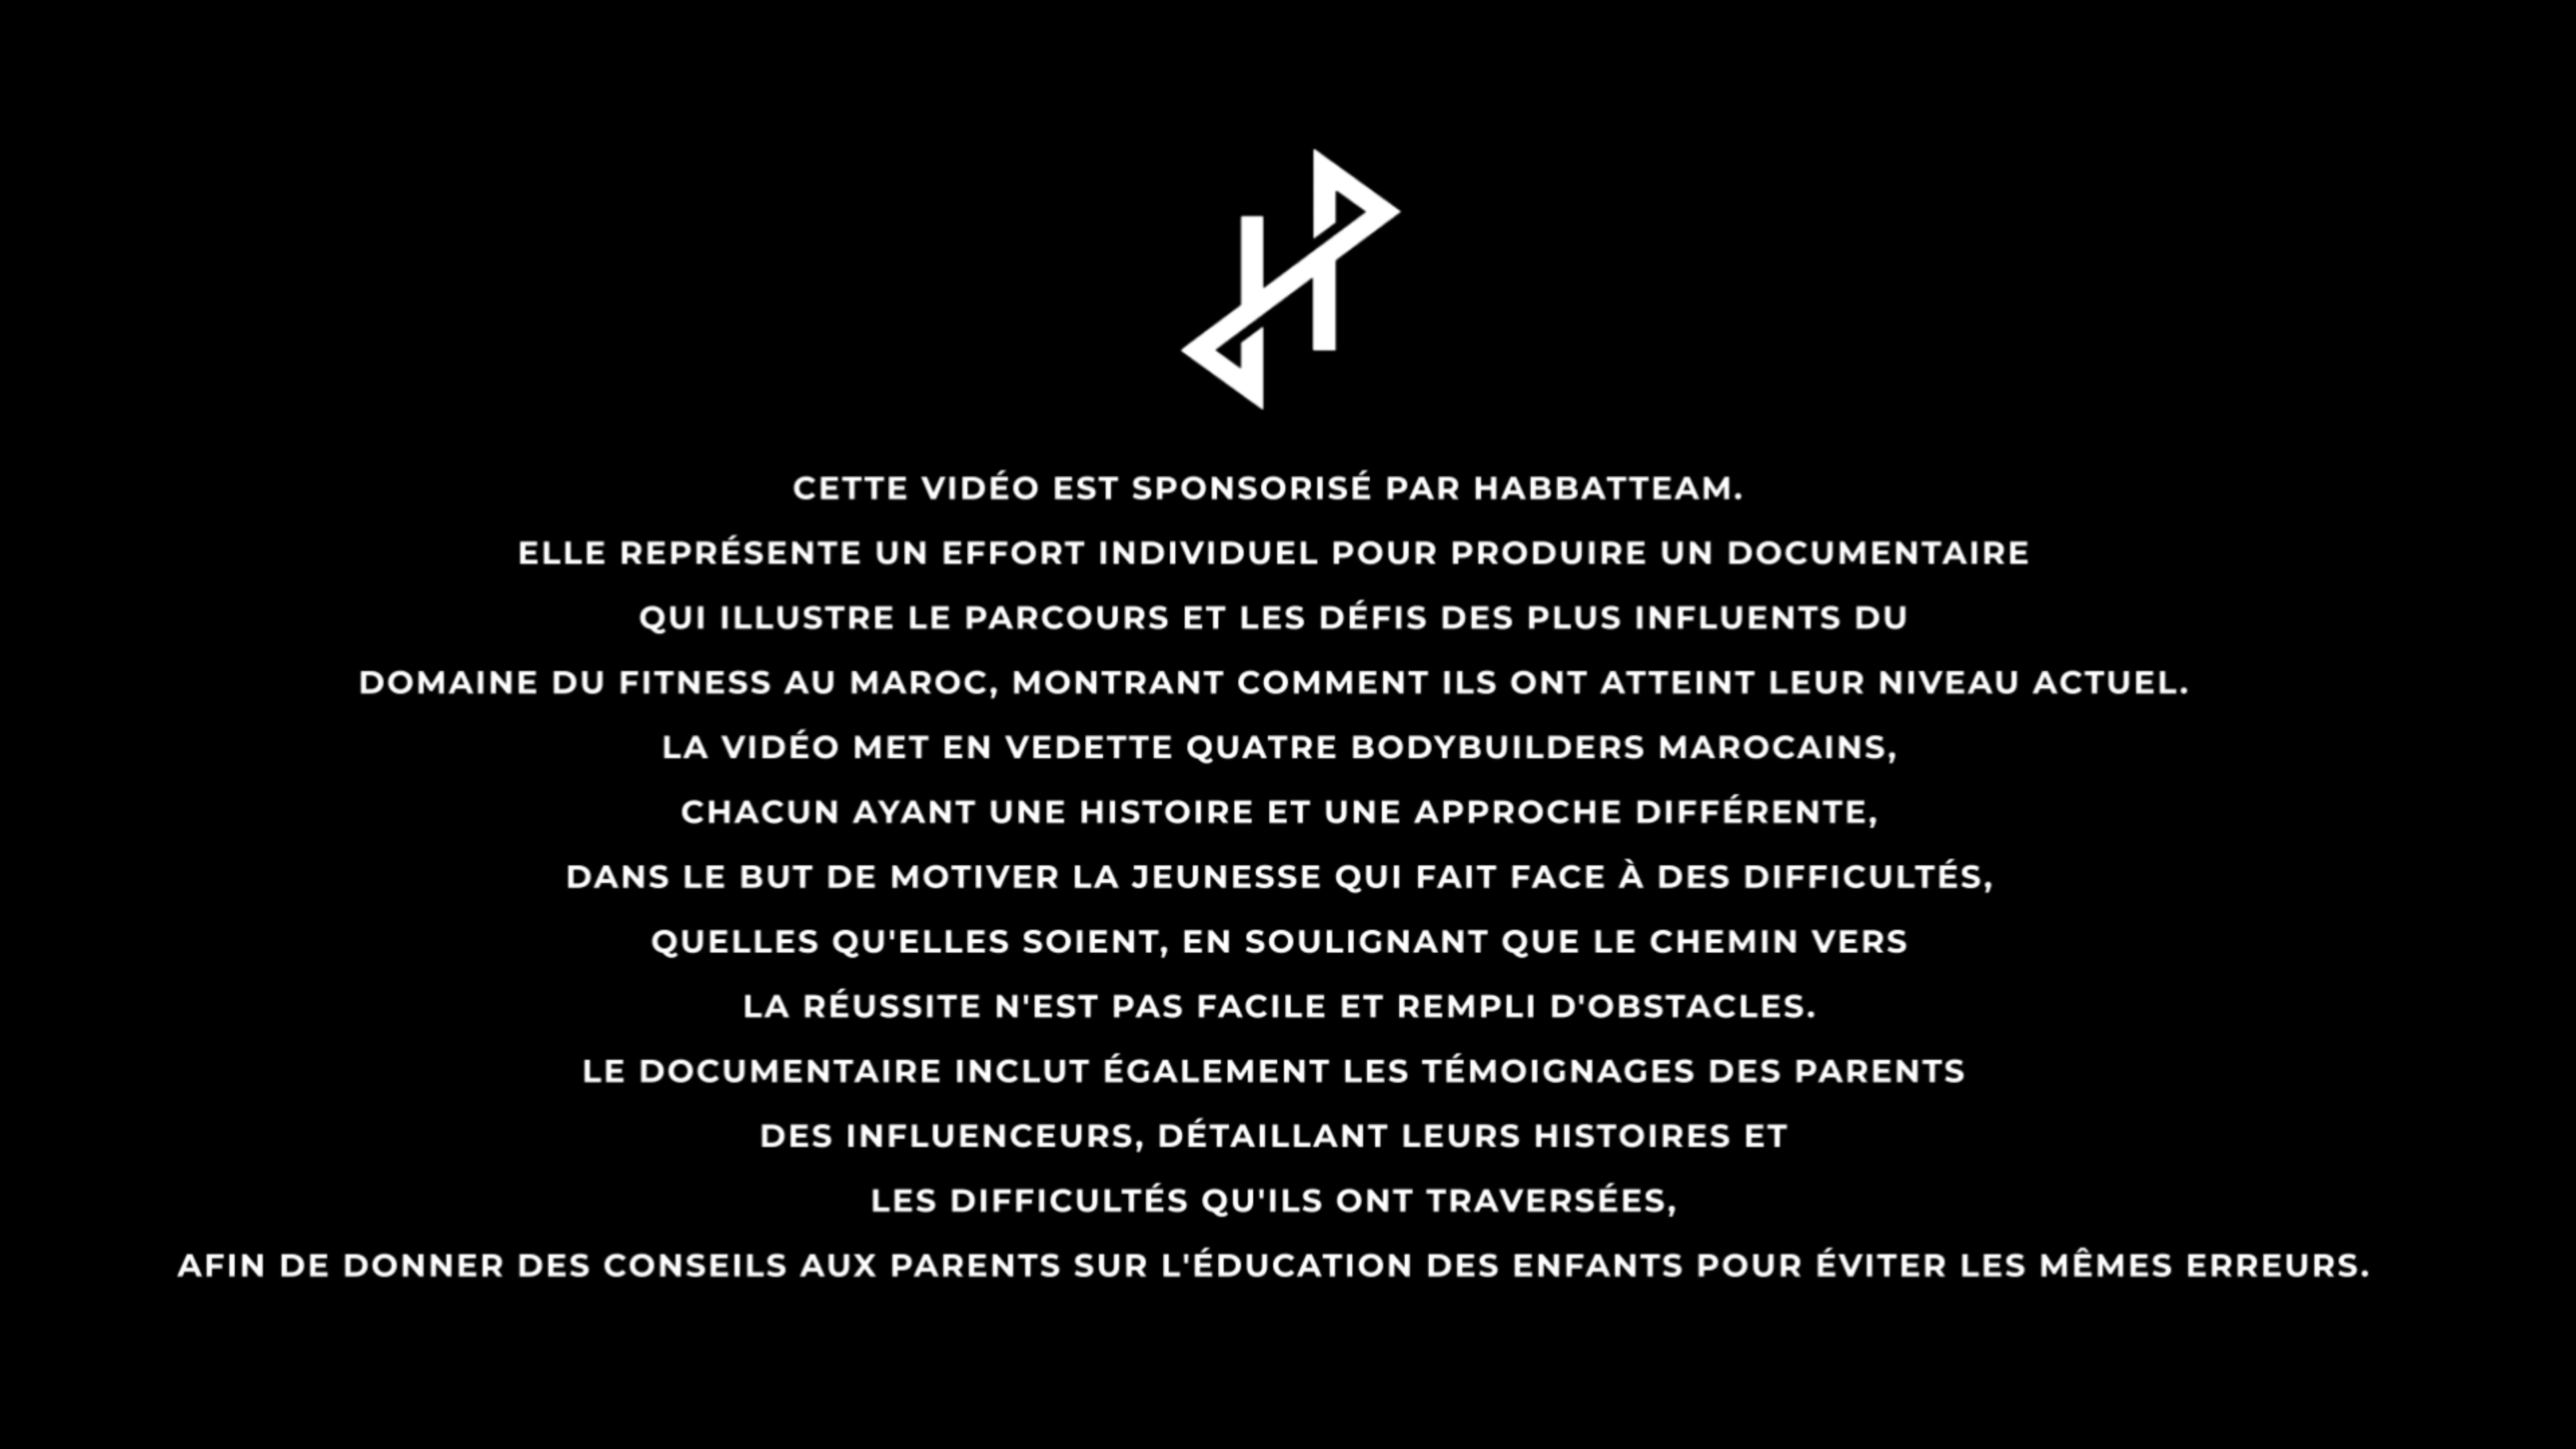 CETTE VIDÉO EST SPONSORISÉ PAR HABBATTEAM.
ELLE REPRÉSENTE UN EFFORT INDIVIDUEL POUR PRODUIRE UN DOCUMENTAIRE
QUI ILLUSTRE LE PARCOURS ET LES DÉFIS DES PLUS INFLUENTS DU
DOMAINE DU FITNESS AU MAROC, MONTRANT COMMENT ILS ONT ATTEINT LEUR NIVEAU ACTUEL.
LA VIDÉO MET EN VEDETTE QUATRE BODYBUILDERS MAROCAINS,
CHACUN AYANT UNE HISTOIRE ET UNE APPROCHE DIFFÉRENTE,
DANS LE BUT DE MOTIVER LA JEUNESSE QUI FAIT FACE À DES DIFFICULTÉS,
QUELLES QU'ELLES SOIENT, EN SOULIGNANT QUE LE CHEMIN VERS
LA RÉUSSITE N'EST PAS FACILE ET REMPLI D'OBSTACLES.
LE DOCUMENTAIRE INCLUT ÉGALEMENT LES TÉMOIGNAGES DES PARENTS
DES INFLUENCEURS, DÉTAILLANT LEURS HISTOIRES ET
LES DIFFICULTÉS QU'ILS ONT TRAVERSÉES,
AFIN DE DONNER DES CONSEILS AUX PARENTS SUR L'ÉDUCATION DES ENFANTS POUR ÉVITER LES MÊMES ERREURS.